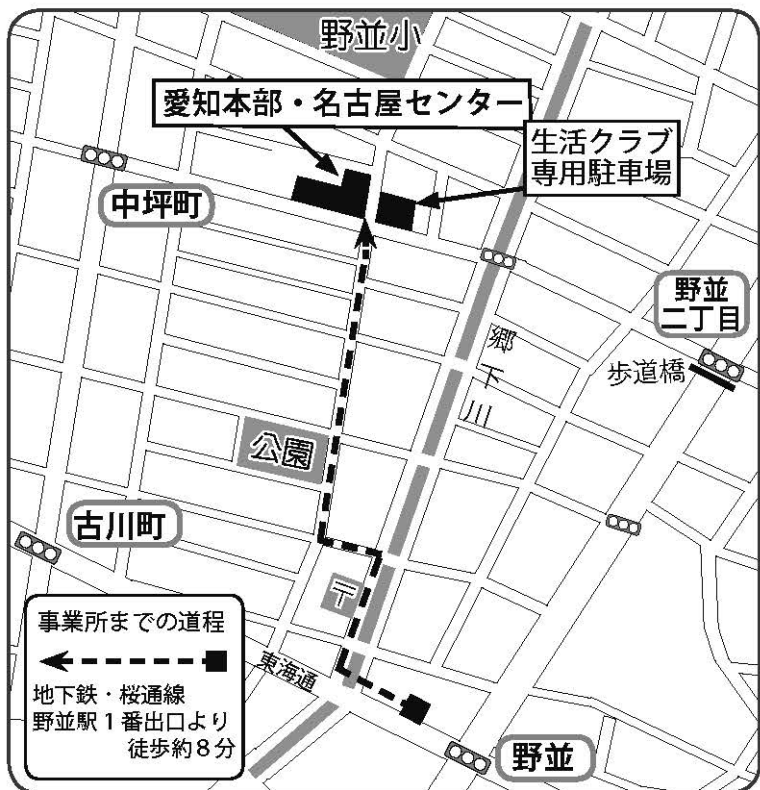 野並小
愛知本部・名古屋センター
生活クラブ
専用駐車場
中坪町
野並
二丁目
歩道橋
郷下川
公園
古川町
〒
東海通
野並
事業所までの道程
地下鉄・桜通線
野並駅1番出口より
徒歩約8分